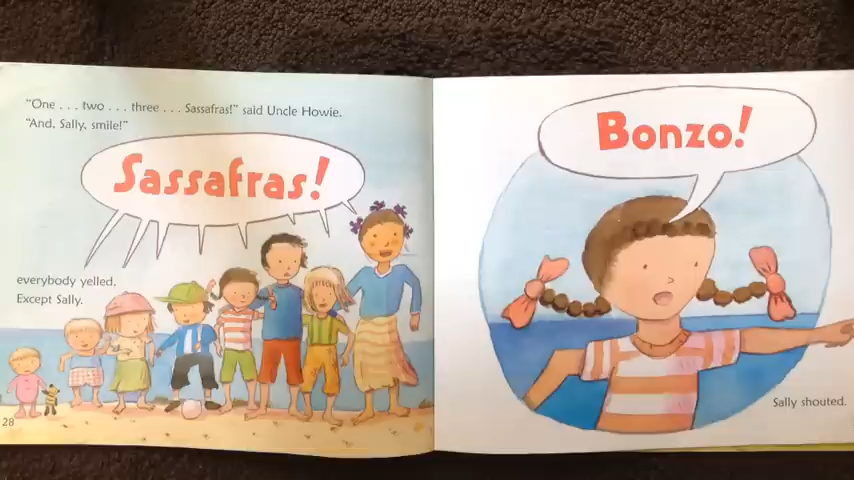 "One . . . two . . . three . . . Sassafras!" said Uncle Howie.
"And, Sally, smile!"
Sassafras!
everybody yelled.
Except Sally.
28
Bonzo!
Sally shouted.